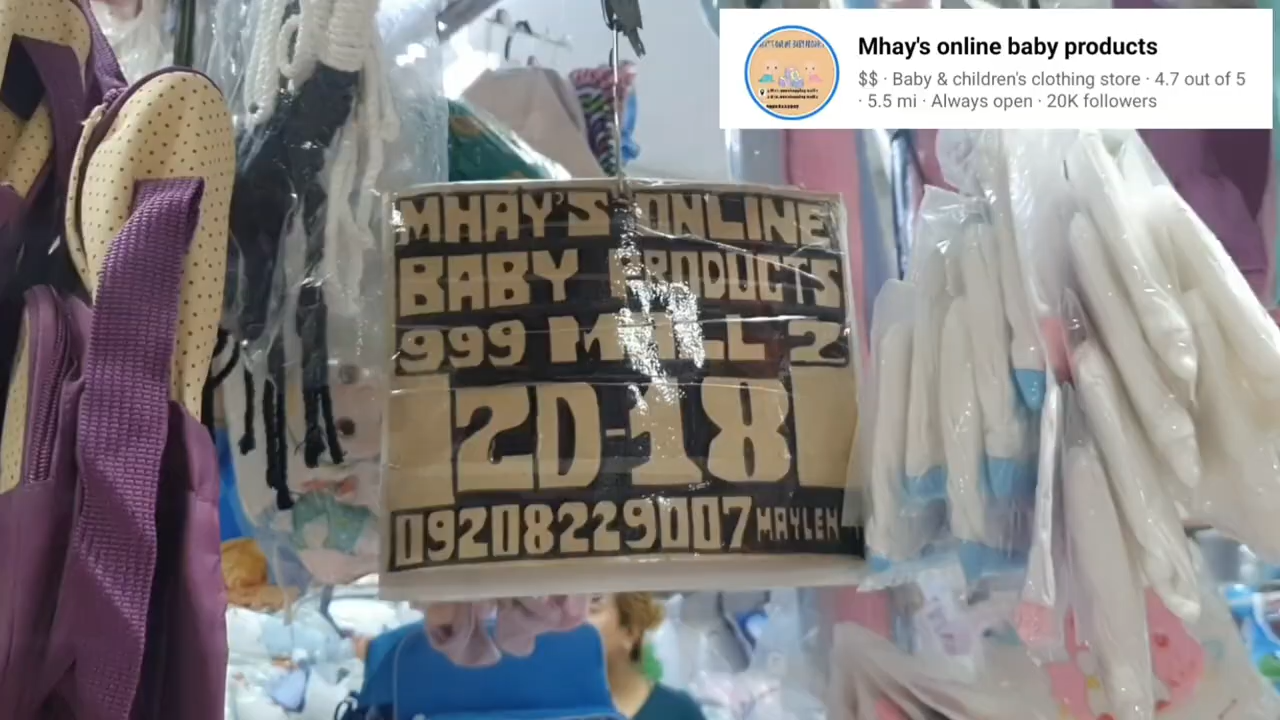 Mhay's online baby products
$$ · Baby & children's clothing store · 4.7 out of 5
· 5.5 mi · Always open · 20K followers
MHAY'S ONLINE
BABY PRODUCTS
999 MALL 2
2D-18
09208229007 MAYLEN